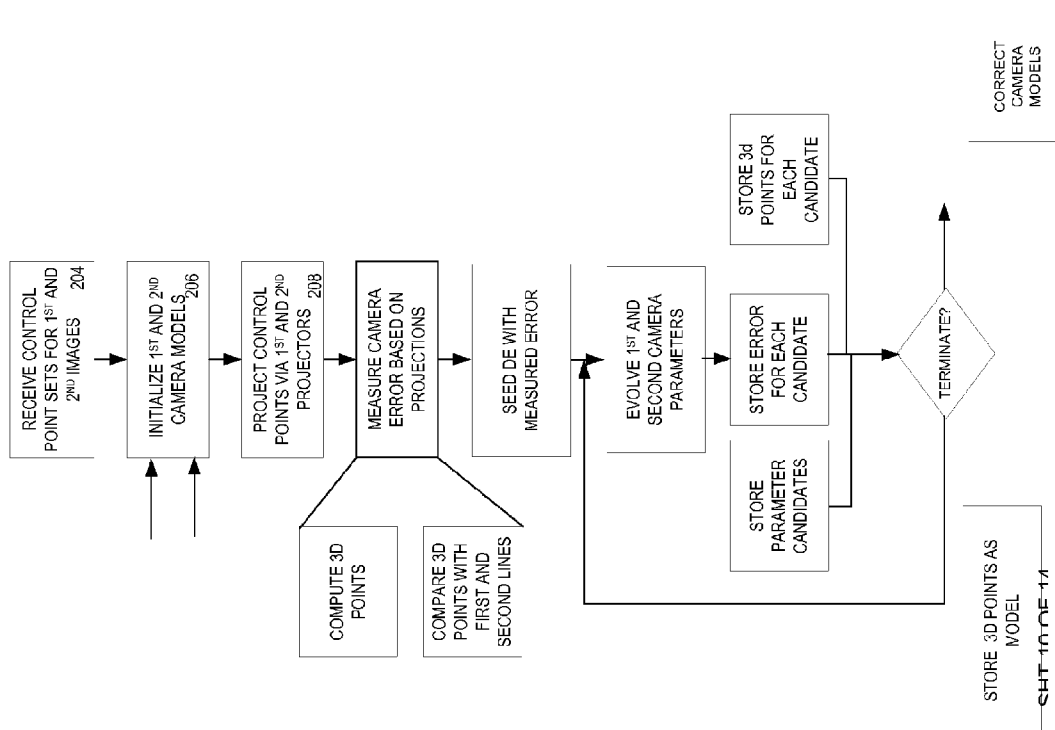 RECEIVE CONTROL
POINT SETS FOR 1ST AND
2ND IMAGES 204
INITIALIZE 1ST AND 2ND
CAMERA MODELS 206
PROJECT CONTROL
POINTS VIA 1ST AND 2ND
PROJECTORS 208
MEASURE CAMERA
ERROR BASED ON
PROJECTIONS
COMPUTE 3D
POINTS
COMPARE 3D
POINTS WITH
FIRST AND
SECOND LINES
SEED DE WITH
MEASURED ERROR
EVOLVE 1ST AND
SECOND CAMERA
PARAMETERS
STORE
PARAMETER
CANDIDATES
STORE ERROR
FOR EACH
CANDIDATE
STORE 3d
POINTS FOR
EACH
CANDIDATE
TERMINATE?
STORE 3D POINTS AS
MODEL
CORRECT
CAMERA
MODELS
SHT 10 OF 14